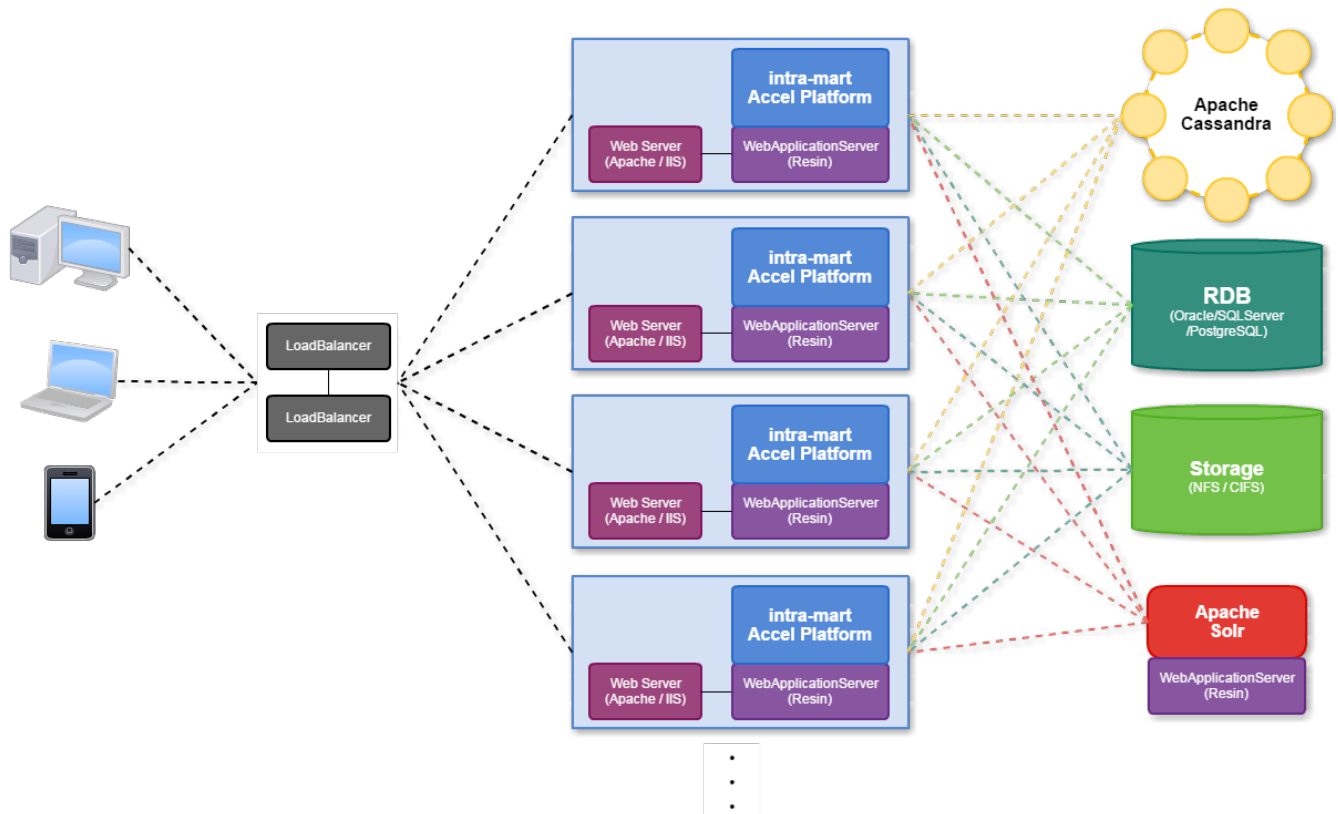 LoadBalancer
LoadBalancer
intra-mart
Accel Platform
Web Server
(Apache / IIS)
WebApplicationServer
(Resin)
intra-mart
Accel Platform
Web Server
(Apache / IIS)
WebApplicationServer
(Resin)
intra-mart
Accel Platform
Web Server
(Apache / IIS)
WebApplicationServer
(Resin)
intra-mart
Accel Platform
Web Server
(Apache / IIS)
WebApplicationServer
(Resin)
Apache
Cassandra
RDB
(Oracle/SQLServer
/PostgreSQL)
Storage
(NFS / CIFS)
Apache
Solr
WebApplicationServer
(Resin)